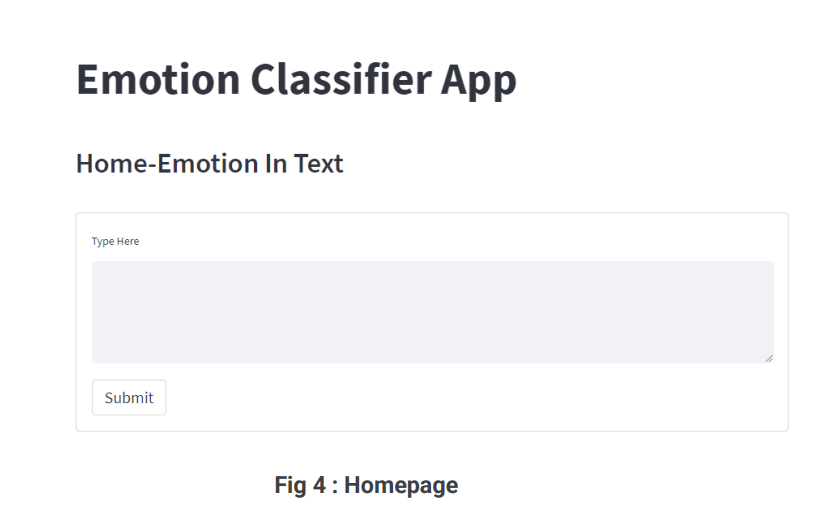 Emotion Classifier App
Home-Emotion In Text
Type Here
Submit
Fig 4 : Homepage